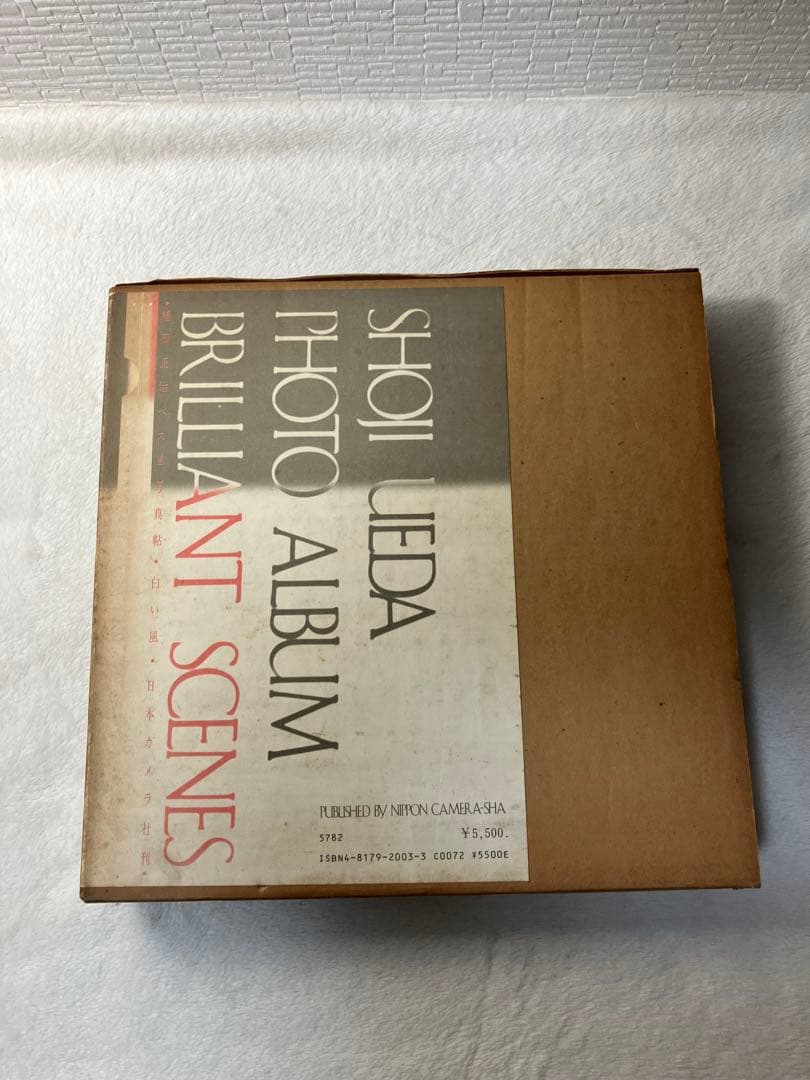 SHOJI UEDA
PHOTO ALBUM
BRILLIANT SCENES
・植田正治ベス単写真帖・白い風・日本カメラ社刊・
PUBLISHED BY NIPPON CAMERA-SHA
5782 ¥5,500.
ISBN4-8179-2003-3 C0072 ¥5500E